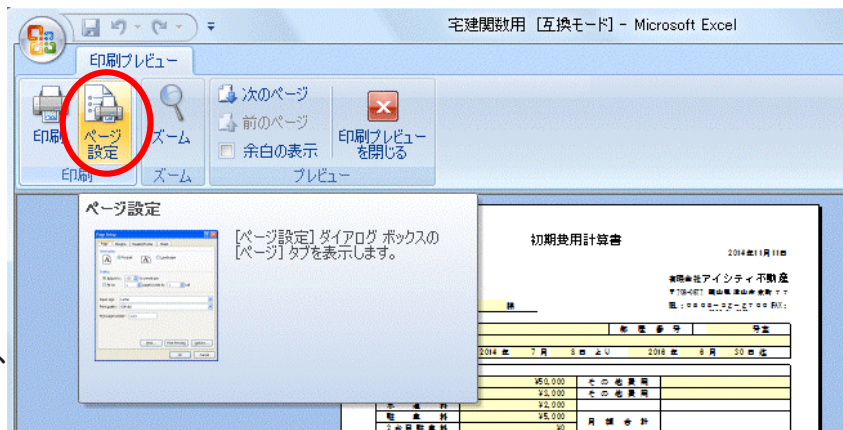 宅建関数用 [互換モード] - Microsoft Excel
印刷プレビュー
印刷
ページ
設定
ズーム
次のページ
前のページ
余白の表示
印刷プレビュー
を閉じる
印刷
ズーム
プレビュー
ページ設定
[ページ設定] ダイアログ ボックスの
[ページ] タブを表示します。
初期費用計算書
2014年11月11日
有限会社アイシティ不動産
様
部屋番号 号室
2014 年 7 月 8 日 より 2016 年 6 月 30 日 迄
¥50,000 その他費用
¥3,000 その他費用
水道料 ¥2,000
駐車料 ¥5,000 月額合計
2台目駐車料 ¥0